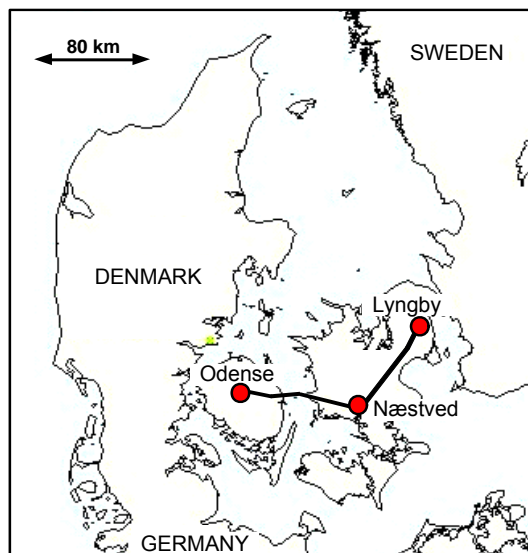 80 km
SWEDEN
DENMARK
Lyngby
Odense
Næstved
GERMANY